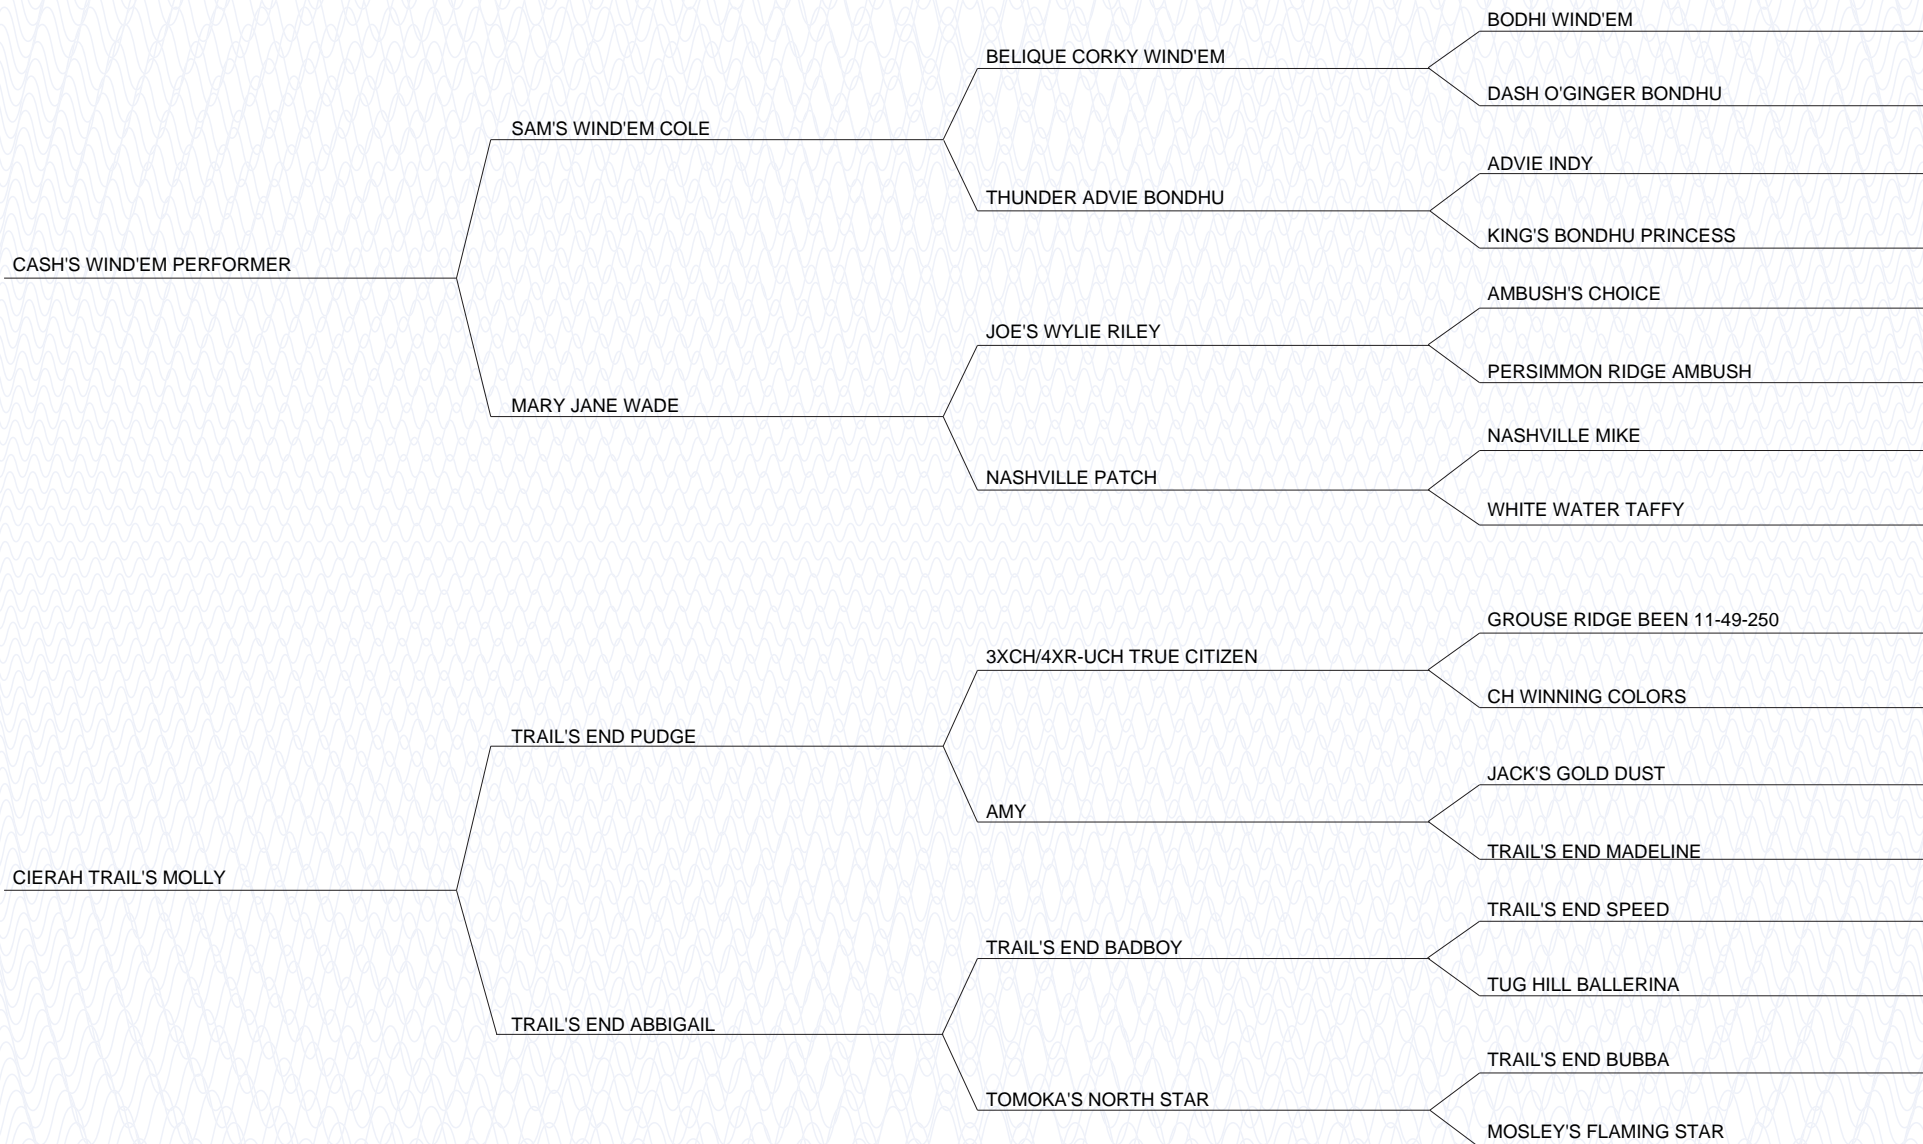 BODHI WIND'EM
BELIQUE CORKY WIND'EM
DASH O'GINGER BONDHU
SAM'S WIND'EM COLE
ADVIE INDY
THUNDER ADVIE BONDHU
KING'S BONDHU PRINCESS
CASH'S WIND'EM PERFORMER
AMBUSH'S CHOICE
JOE'S WYLIE RILEY
PERSIMMON RIDGE AMBUSH
MARY JANE WADE
NASHVILLE MIKE
NASHVILLE PATCH
WHITE WATER TAFFY
GROUSE RIDGE BEEN 11-49-250
3XCH/4XR-UCH TRUE CITIZEN
CH WINNING COLORS
TRAIL'S END PUDGE
JACK'S GOLD DUST
AMY
TRAIL'S END MADELINE
CIERAH TRAIL'S MOLLY
TRAIL'S END SPEED
TRAIL'S END BADBOY
TUG HILL BALLERINA
TRAIL'S END ABBIGAIL
TRAIL'S END BUBBA
TOMOKA'S NORTH STAR
MOSLEY'S FLAMING STAR